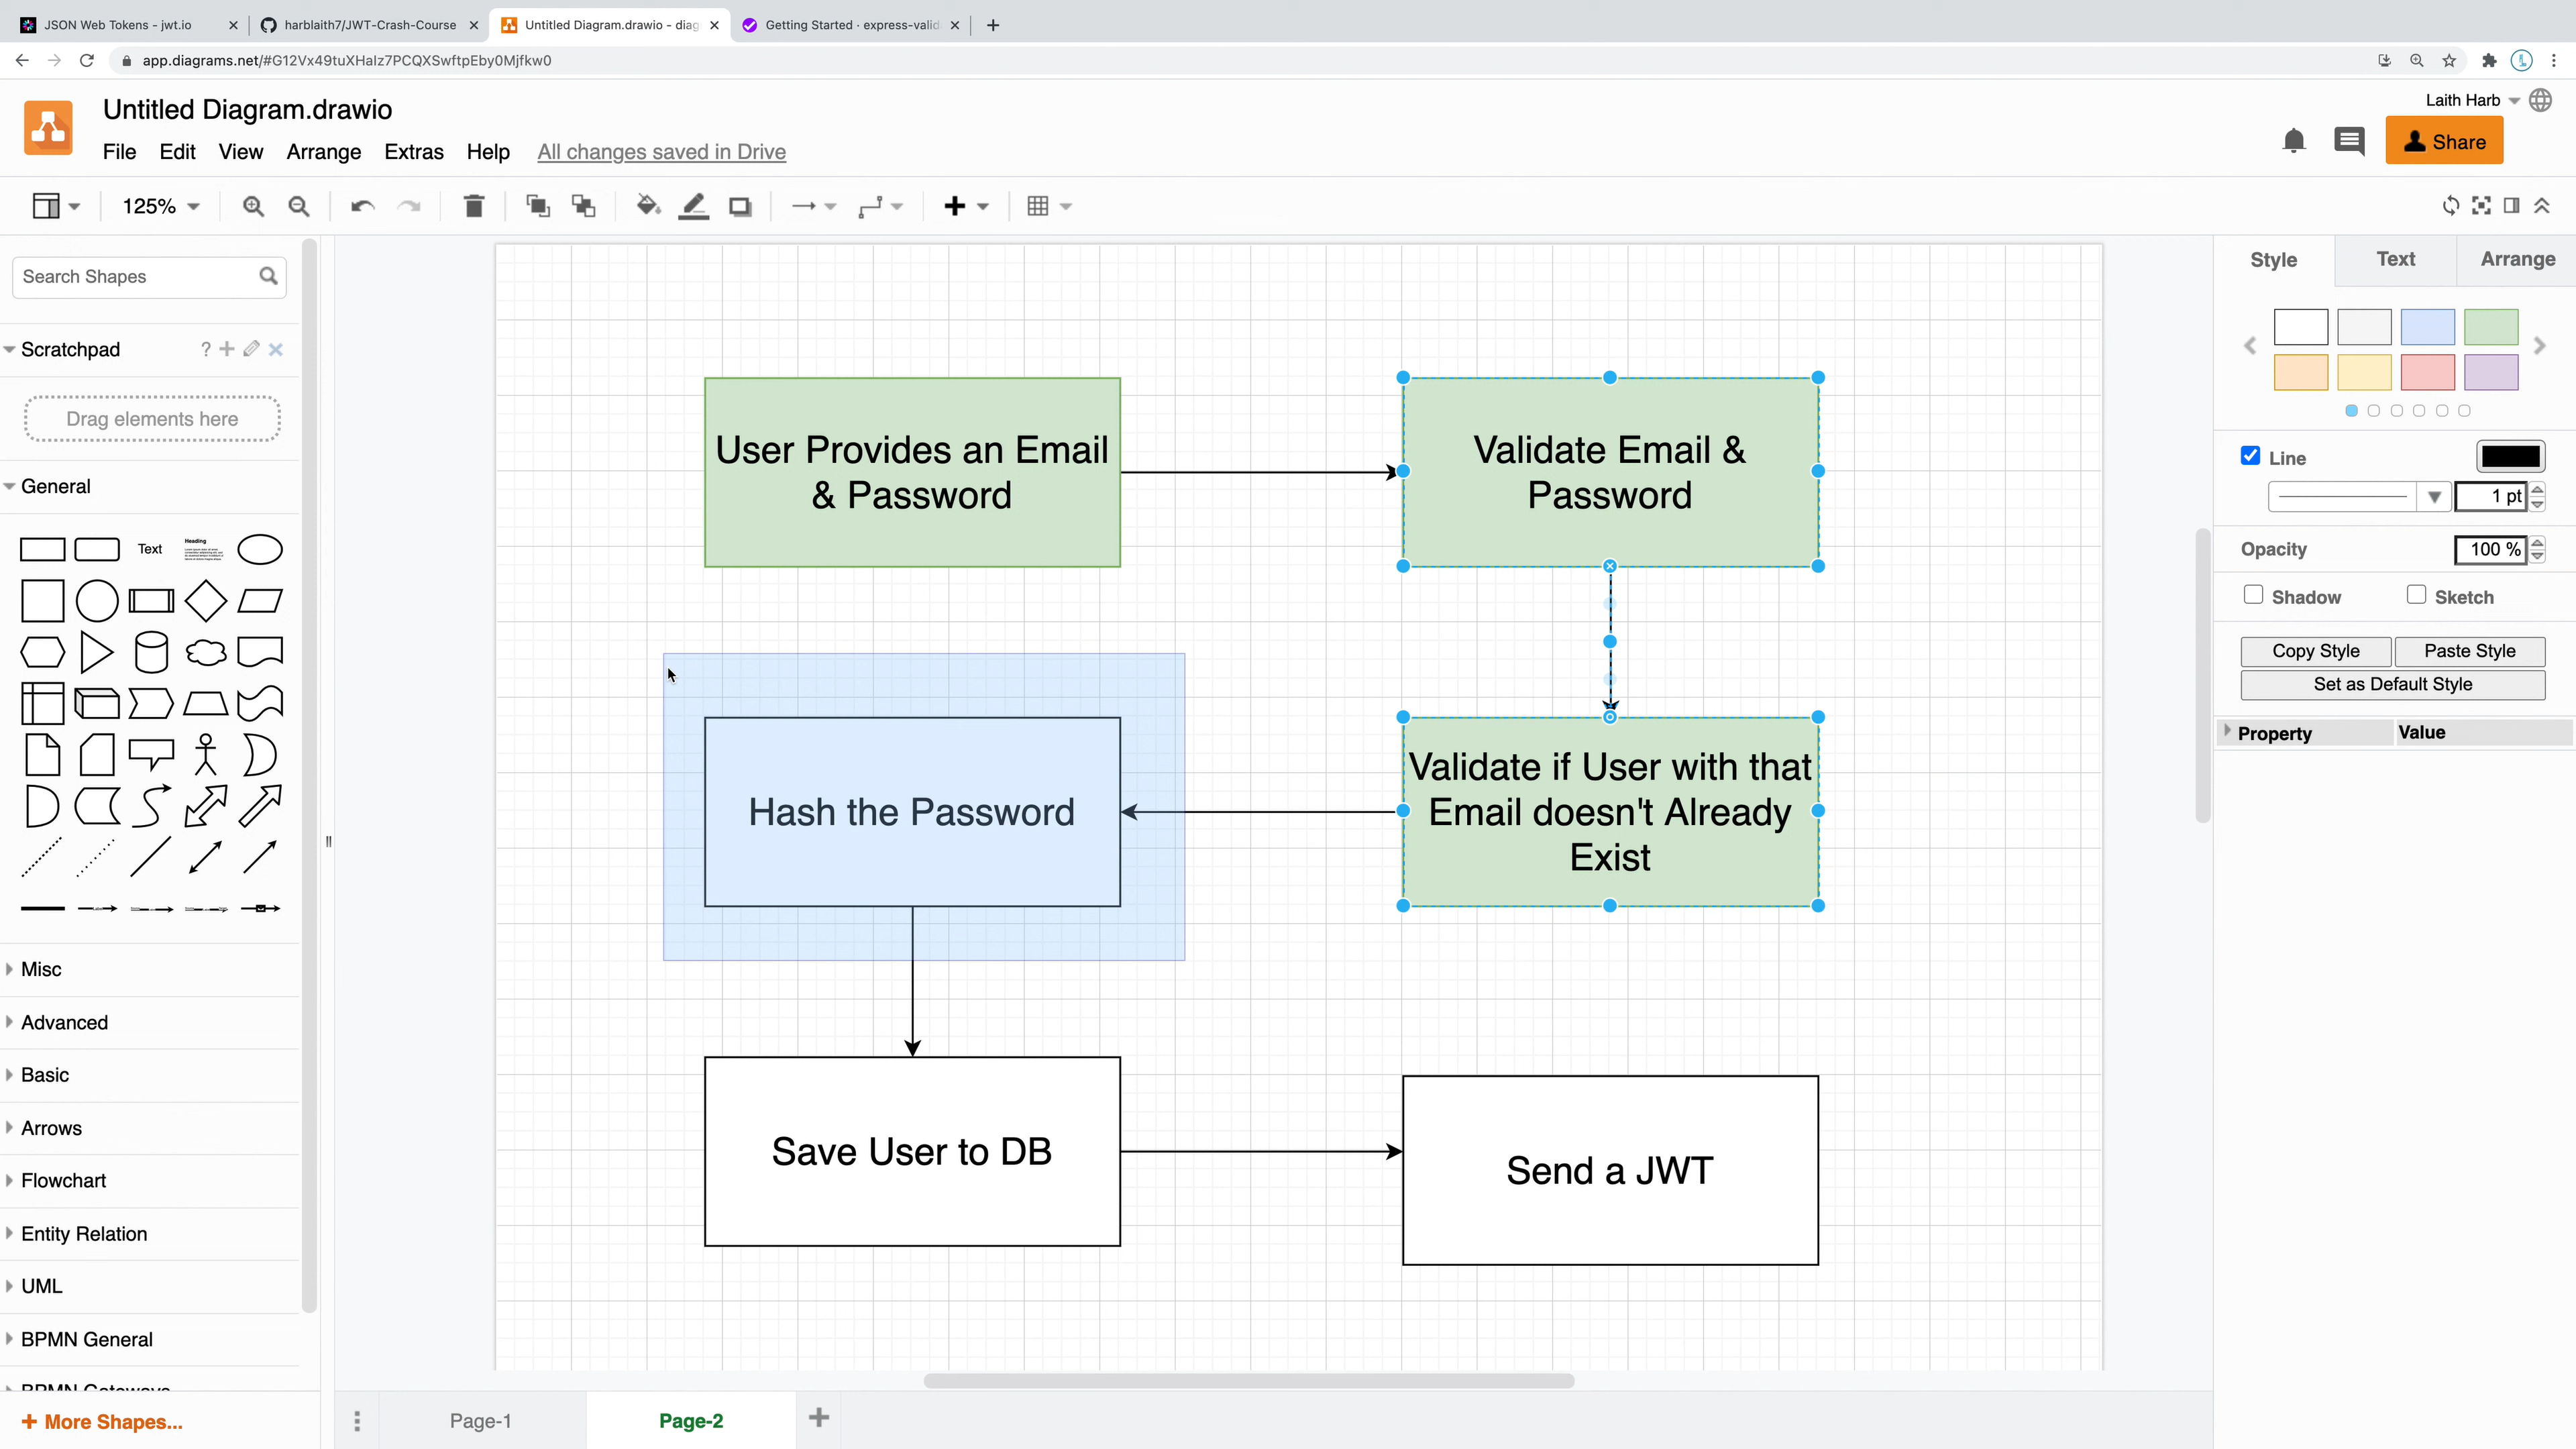 JSON Web Tokens - jwt.io
harblaith7/JWT-Crash-Course
Untitled Diagram.drawio - diag
Getting Started · express-valid
app.diagrams.net/#G12Vx49tuXHaIz7PCQXSwftpEby0Mjfkw0
Untitled Diagram.drawio
Laith Harb
File Edit View Arrange Extras Help All changes saved in Drive
Share
125%
Search Shapes
Scratchpad
?
Drag elements here
General
Text
Heading
Misc
Advanced
Basic
Arrows
Flowchart
Entity Relation
UML
BPMN General
BPMN Gateways
More Shapes...
User Provides an Email
& Password
Validate Email &
Password
Hash the Password
Validate if User with that
Email doesn't Already
Exist
Save User to DB
Send a JWT
Style Text Arrange
Line
1 pt
Opacity
100 %
Shadow
Sketch
Copy Style
Paste Style
Set as Default Style
Property Value
Page-1
Page-2